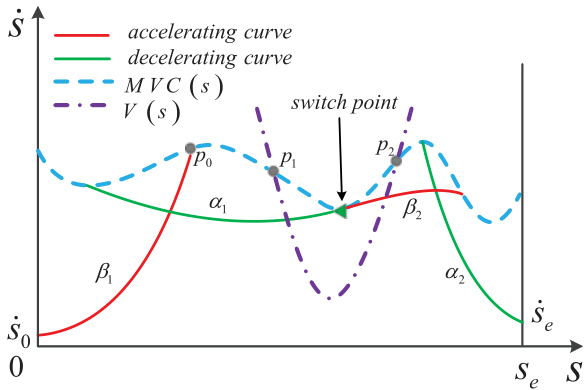 ṡ
accelerating curve
decelerating curve
MVC(s)
V(s)
switch point
p₀
p₁
p₂
α₁
β₂
β₁
α₂
ṡ₀
ṡₑ
0
sₑ
s